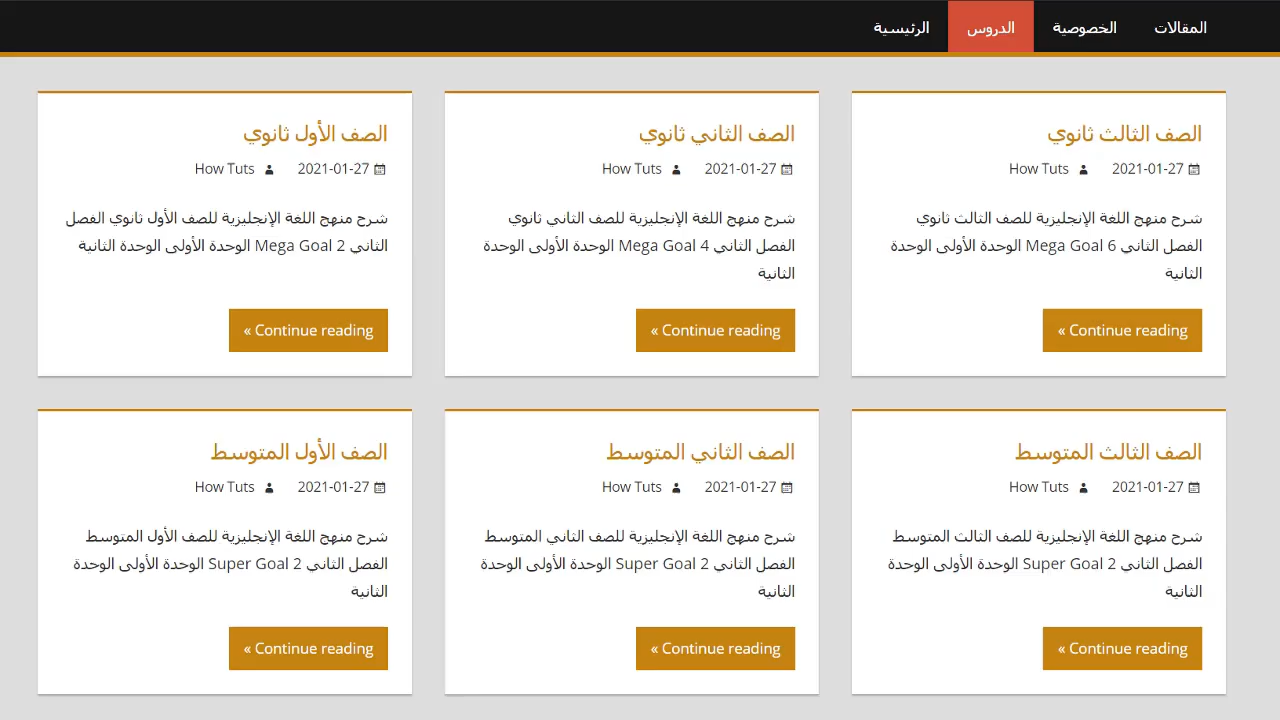 المقالات
الخصوصية
الدروس
الرئيسية
الصف الثالث ثانوي
2021-01-27 How Tuts
شرح منهج اللغة الإنجليزية للصف الثالث ثانوي
الفصل الثاني Mega Goal 6 الوحدة الأولى الوحدة
الثانية
Continue reading »
الصف الثاني ثانوي
2021-01-27 How Tuts
شرح منهج اللغة الإنجليزية للصف الثاني ثانوي
الفصل الثاني Mega Goal 4 الوحدة الأولى الوحدة
الثانية
Continue reading »
الصف الأول ثانوي
2021-01-27 How Tuts
شرح منهج اللغة الإنجليزية للصف الأول ثانوي الفصل
الثاني Mega Goal 2 الوحدة الأولى الوحدة الثانية
Continue reading »
الصف الثالث المتوسط
2021-01-27 How Tuts
شرح منهج اللغة الإنجليزية للصف الثالث المتوسط
الفصل الثاني Super Goal 2 الوحدة الأولى الوحدة
الثانية
Continue reading »
الصف الثاني المتوسط
2021-01-27 How Tuts
شرح منهج اللغة الإنجليزية للصف الثاني المتوسط
الفصل الثاني Super Goal 2 الوحدة الأولى الوحدة
الثانية
Continue reading »
الصف الأول المتوسط
2021-01-27 How Tuts
شرح منهج اللغة الإنجليزية للصف الأول المتوسط
الفصل الثاني Super Goal 2 الوحدة الأولى الوحدة
الثانية
Continue reading »